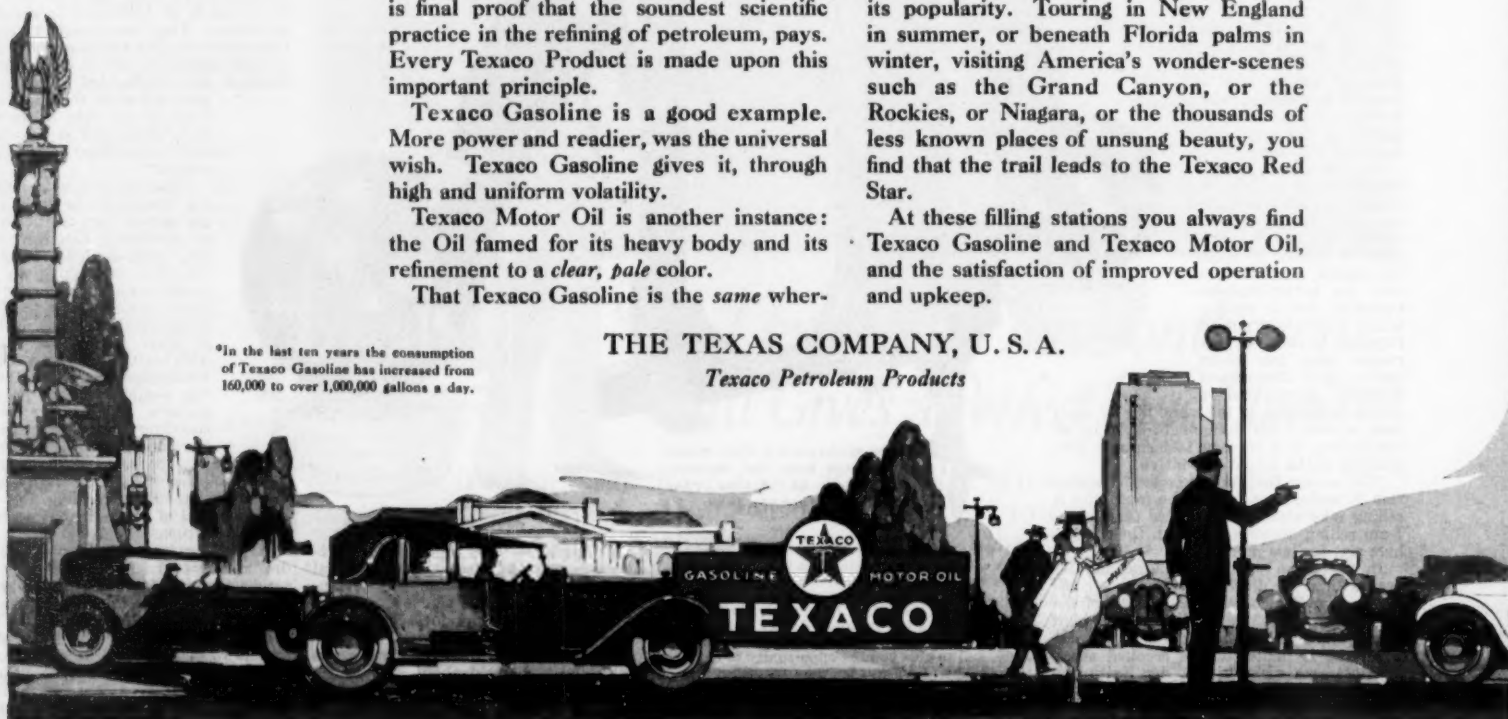 is final proof that the soundest scientific
practice in the refining of petroleum, pays.
Every Texaco Product is made upon this
important principle.
Texaco Gasoline is a good example.
More power and readier, was the universal
wish. Texaco Gasoline gives it, through
high and uniform volatility.
Texaco Motor Oil is another instance:
the Oil famed for its heavy body and its
refinement to a clear, pale color.
That Texaco Gasoline is the same wher-
its popularity. Touring in New England
in summer, or beneath Florida palms in
winter, visiting America's wonder-scenes
such as the Grand Canyon, or the
Rockies, or Niagara, or the thousands of
less known places of unsung beauty, you
find that the trail leads to the Texaco Red
Star.
At these filling stations you always find
Texaco Gasoline and Texaco Motor Oil,
and the satisfaction of improved operation
and upkeep.
*In the last ten years the consumption
of Texaco Gasoline has increased from
160,000 to over 1,000,000 gallons a day.
THE TEXAS COMPANY, U. S. A.
Texaco Petroleum Products
TEXACO
T
GASOLINE MOTOR OIL
TEXACO